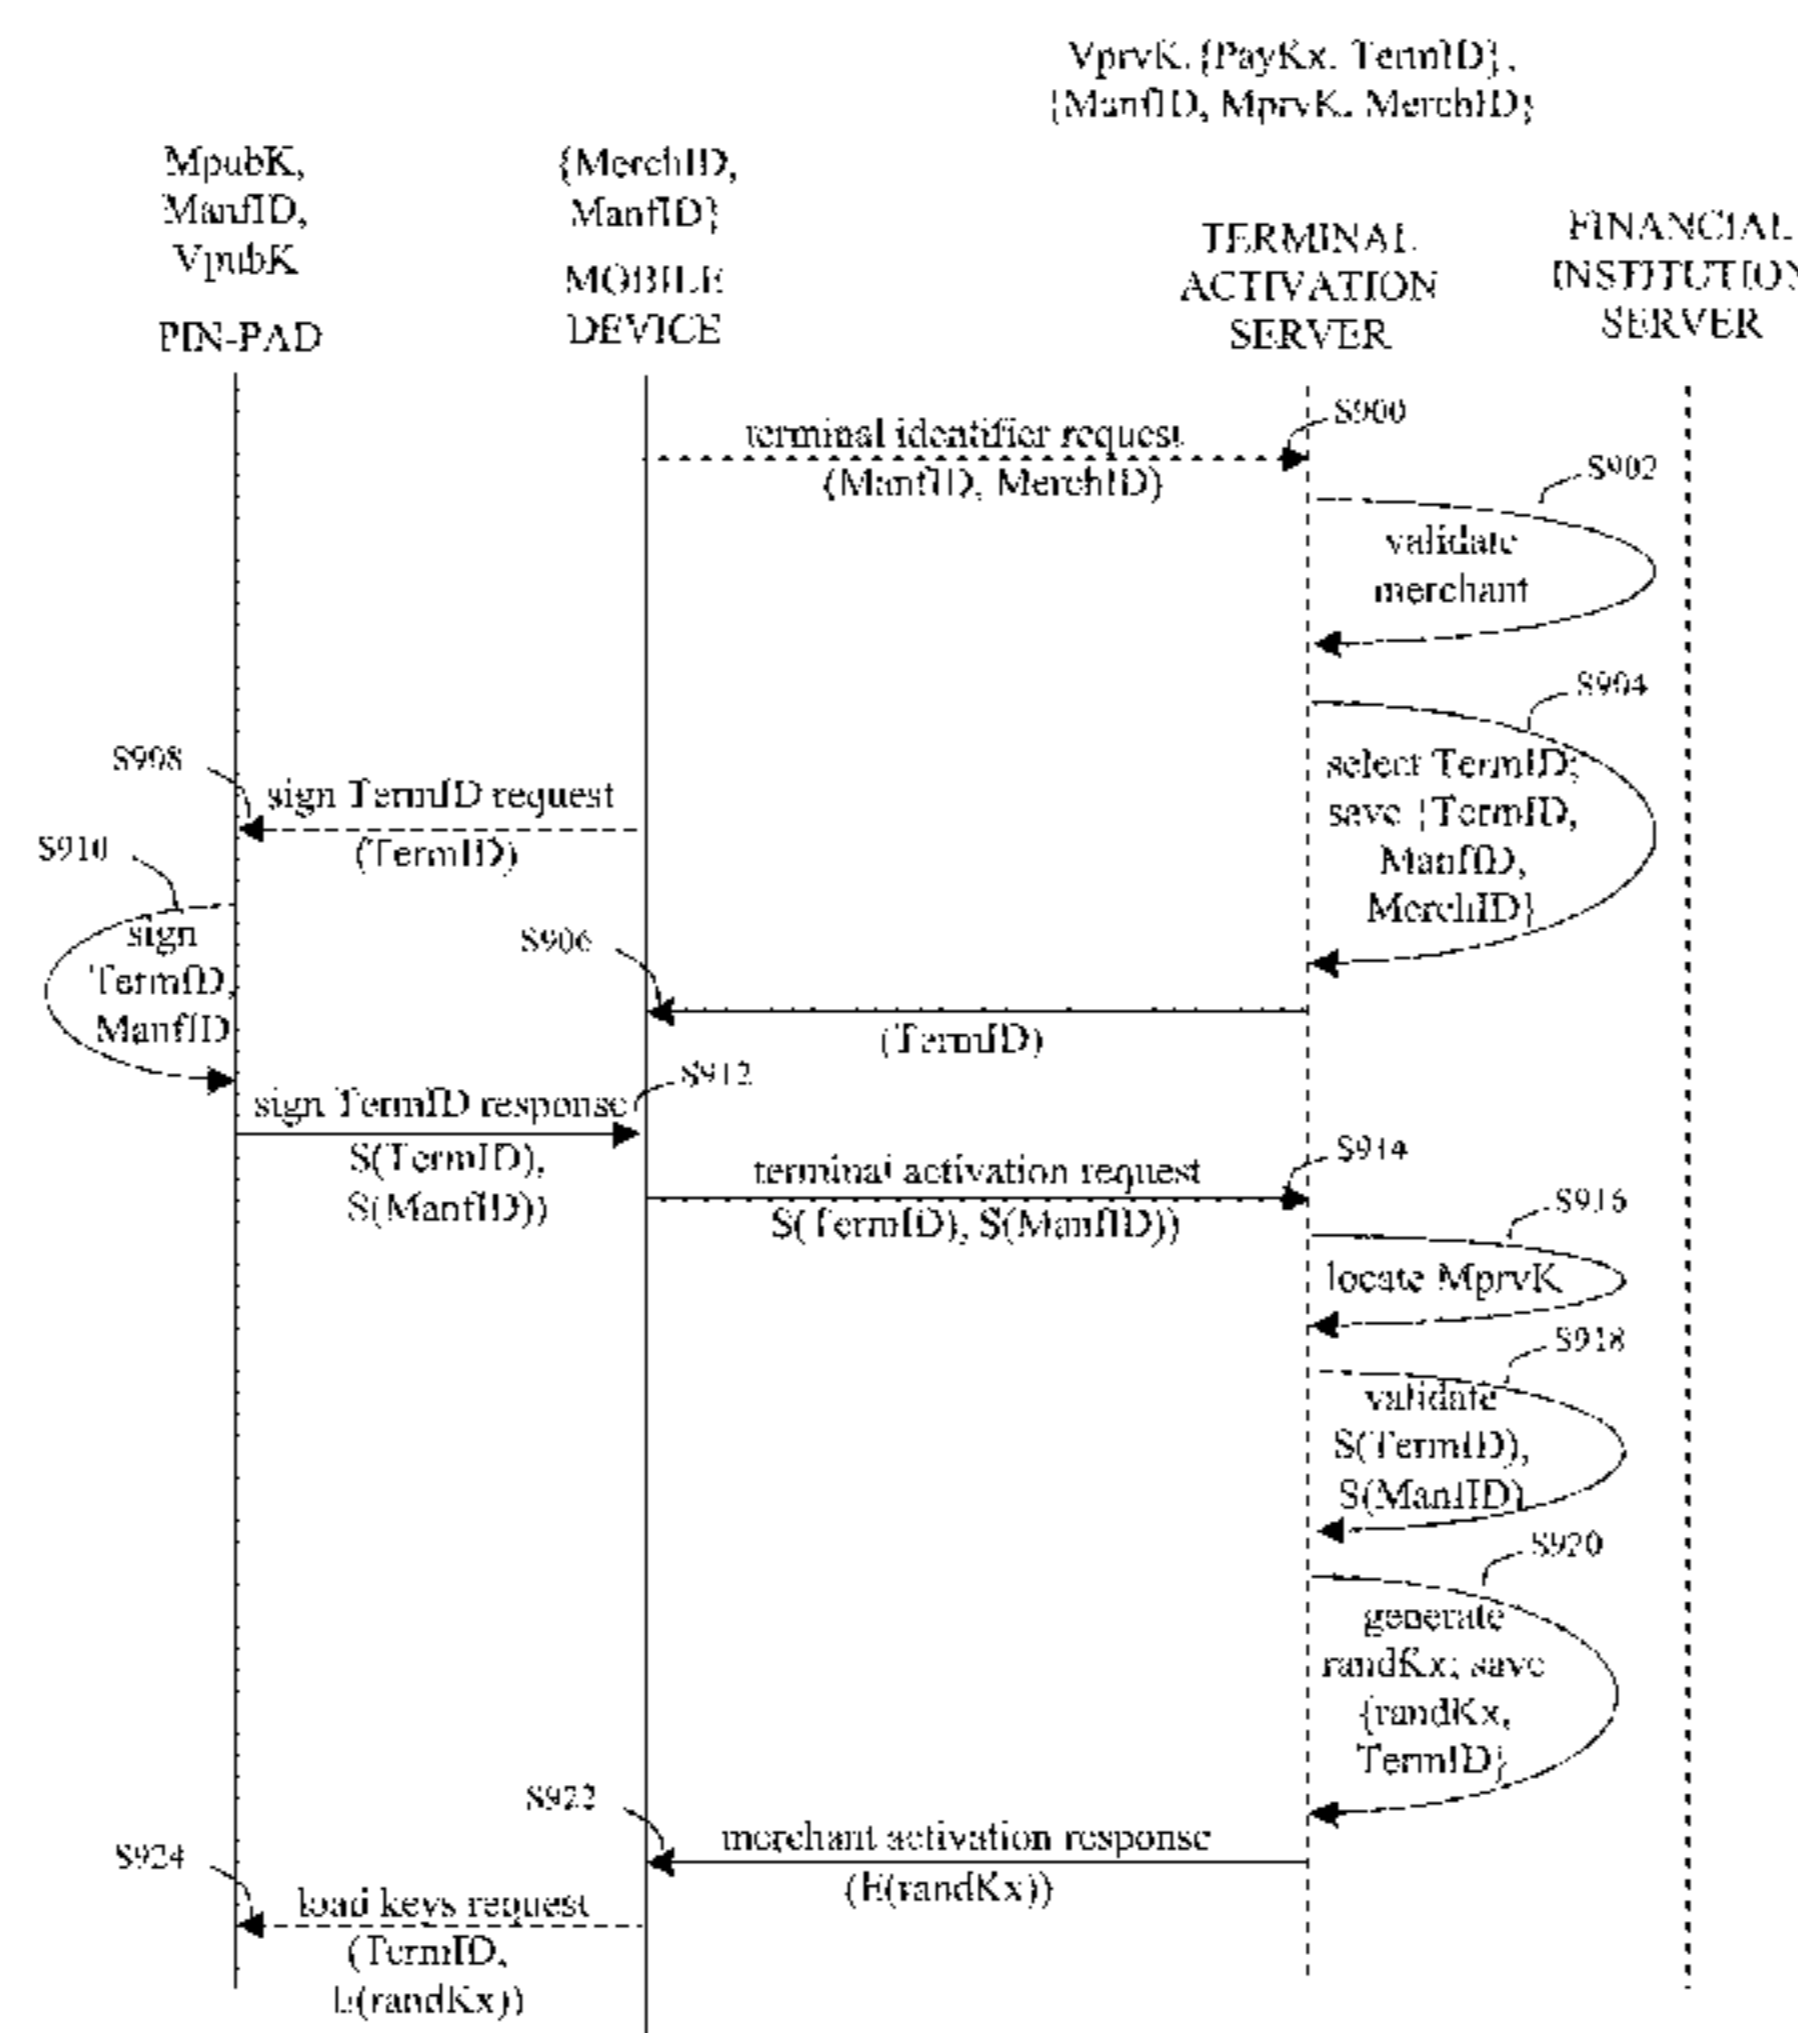 VprvK, {PayKx, TermID},
{ManfID, MprvK, MerchID}
MpubK,
ManfID,
VpubK
PIN-PAD
{MerchID,
ManfID}
MOBILE
DEVICE
TERMINAL
ACTIVATION
SERVER
FINANCIAL
INSTITUTION
SERVER
S900
terminal identifier request
(ManfID, MerchID)
S902
validate
merchant
S904
select TermID;
save {TermID,
ManfID,
MerchID}
S908
sign TermID request
(TermID)
S910
sign
TermID,
ManfID
S906
(TermID)
S912
sign TermID response
S(TermID),
S(ManfID))
S914
terminal activation request
S(TermID), S(ManfID))
S916
locate MprvK
S918
validate
S(TermID),
S(ManfID)
S920
generate
randKx; save
{randKx,
TermID}
S922
merchant activation response
(E(randKx))
S924
load keys request
(TermID,
E(randKx))